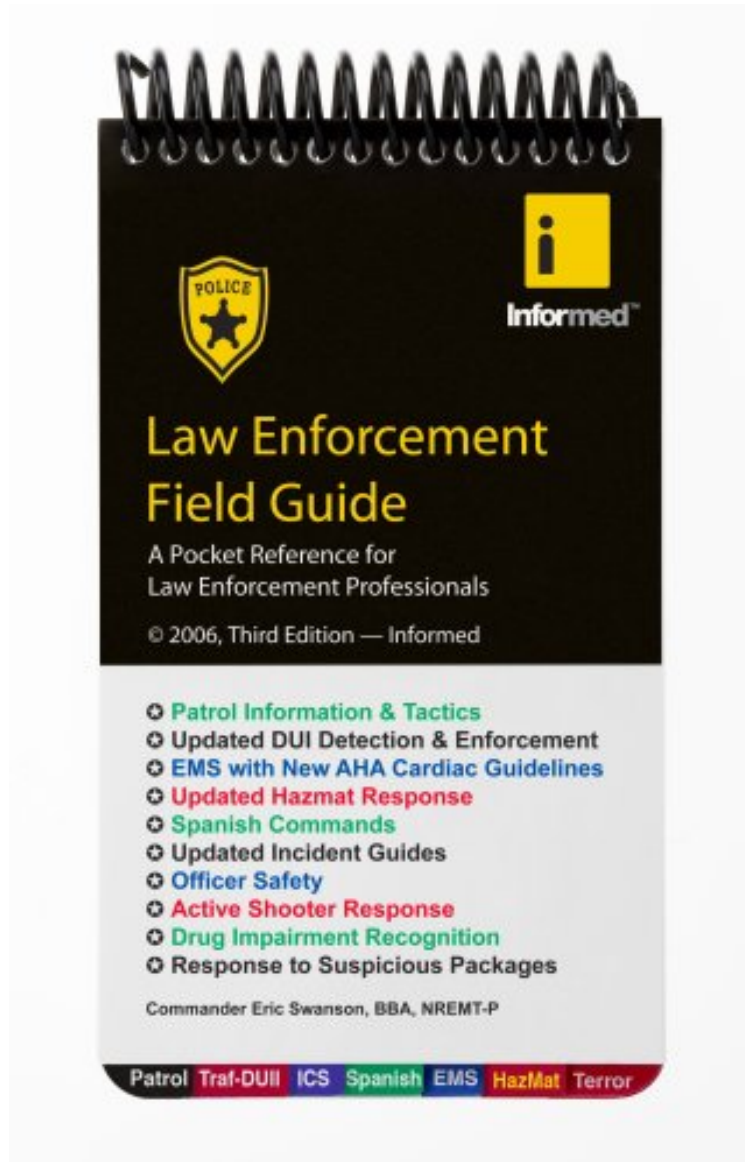 POLICE
Informed™
Law Enforcement
Field Guide
A Pocket Reference for
Law Enforcement Professionals
© 2006, Third Edition — Informed
✪ Patrol Information & Tactics
✪ Updated DUI Detection & Enforcement
✪ EMS with New AHA Cardiac Guidelines
✪ Updated Hazmat Response
✪ Spanish Commands
✪ Updated Incident Guides
✪ Officer Safety
✪ Active Shooter Response
✪ Drug Impairment Recognition
✪ Response to Suspicious Packages
Commander Eric Swanson, BBA, NREMT-P
Patrol Traf-DUII ICS Spanish EMS HazMat Terror